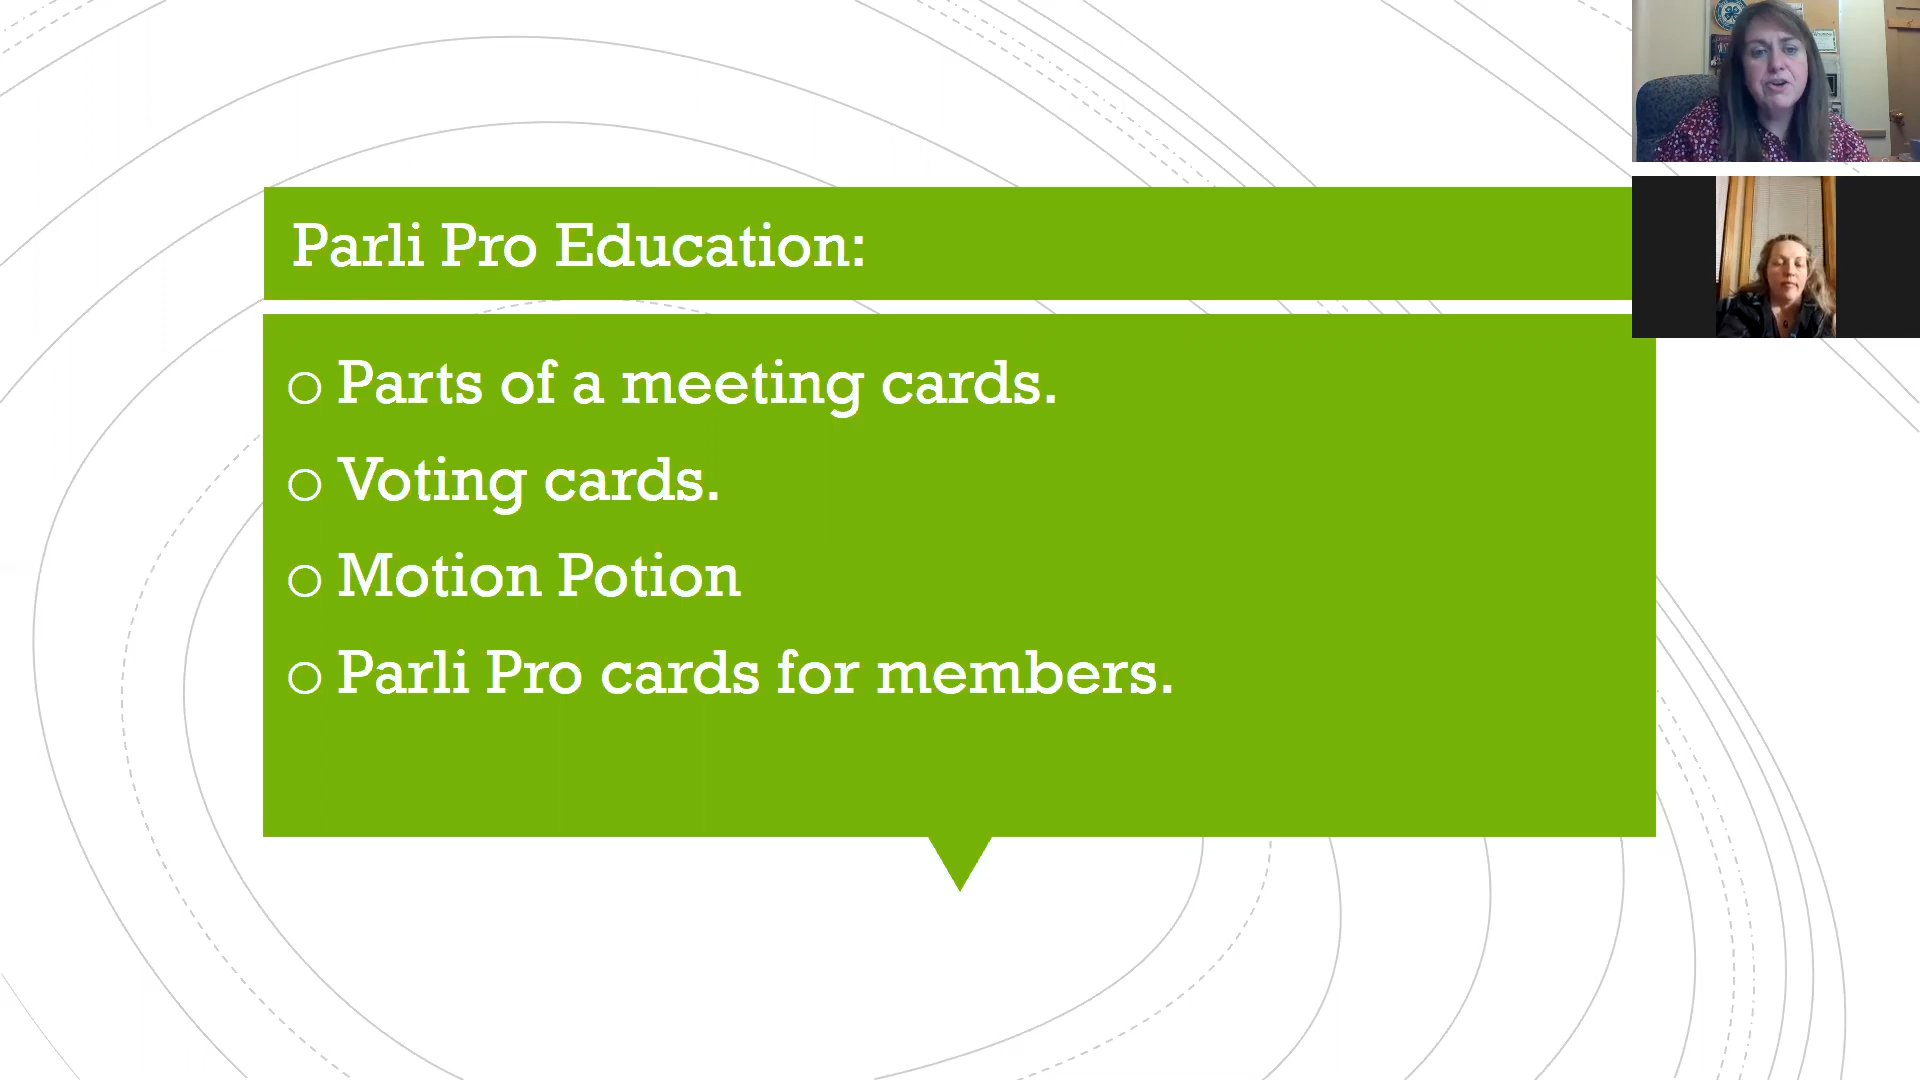 Parli Pro Education:
Parts of a meeting cards.
Voting cards.
Motion Potion
Parli Pro cards for members.